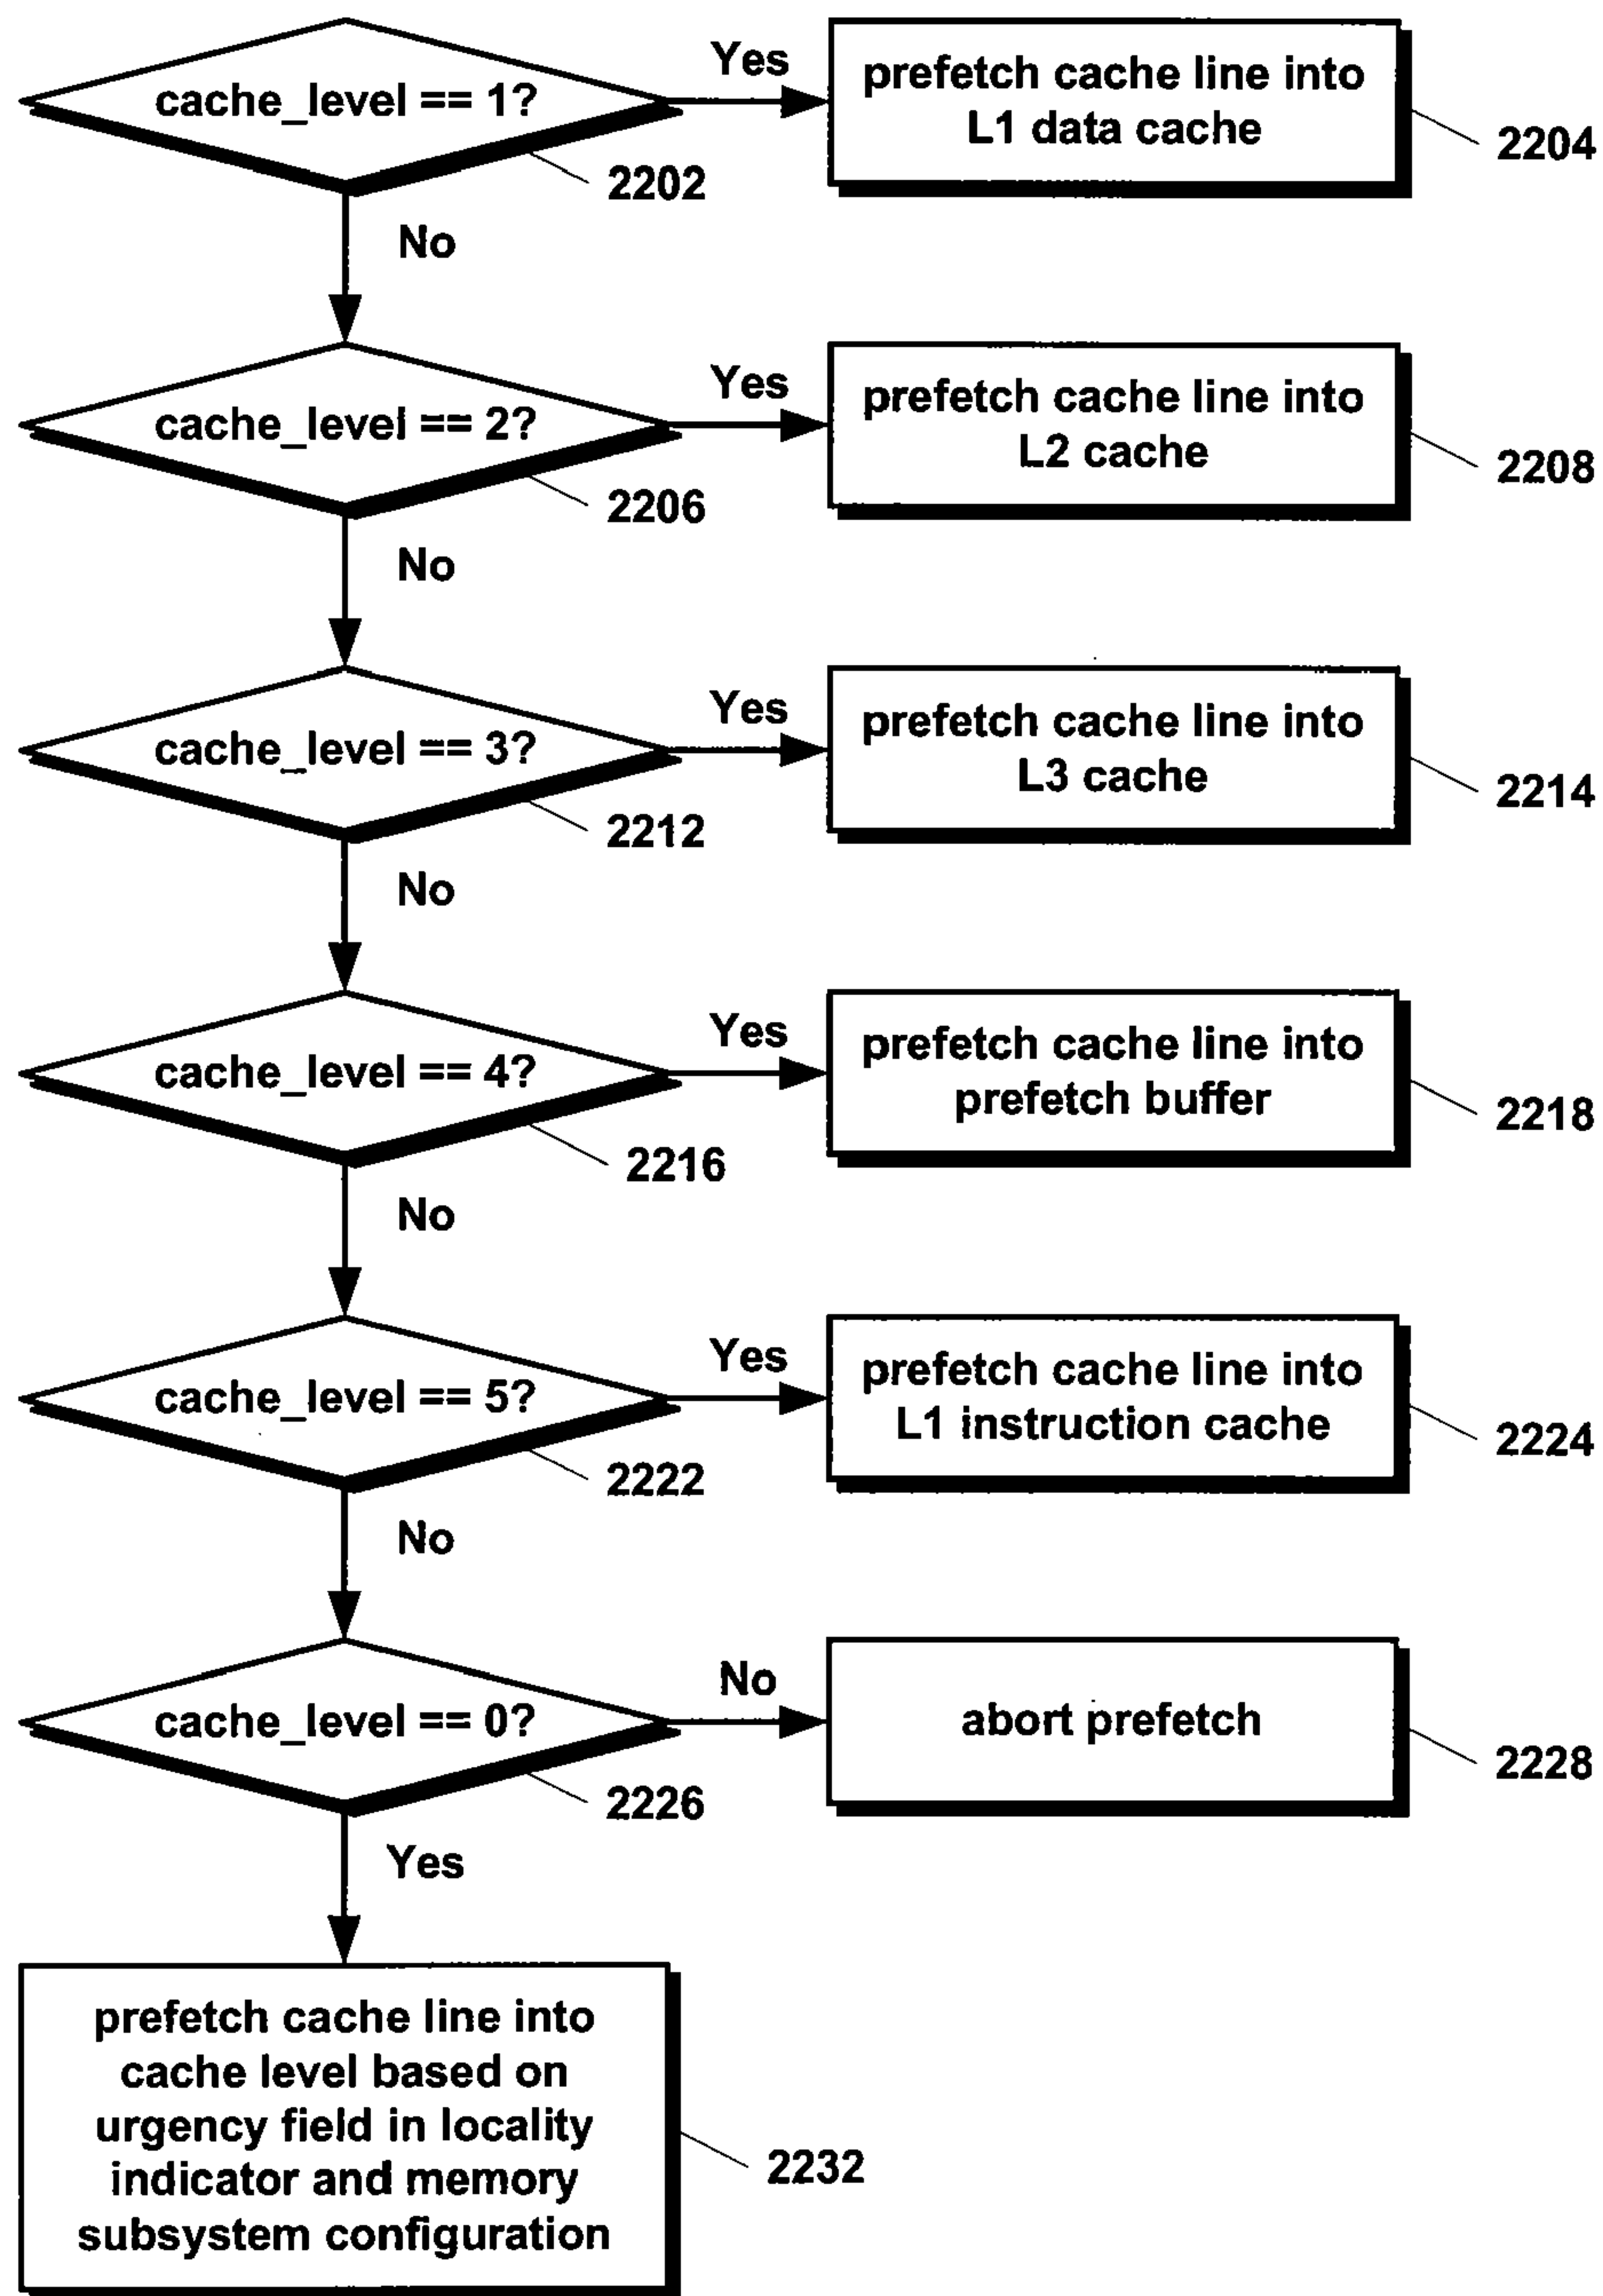 cache_level == 1?
Yes
prefetch cache line into
L1 data cache
2204
2202
No
cache_level == 2?
Yes
prefetch cache line into
L2 cache
2208
2206
No
cache_level == 3?
Yes
prefetch cache line into
L3 cache
2214
2212
No
cache_level == 4?
Yes
prefetch cache line into
prefetch buffer
2218
2216
No
cache_level == 5?
Yes
prefetch cache line into
L1 instruction cache
2224
2222
No
cache_level == 0?
No
abort prefetch
2228
2226
Yes
prefetch cache line into
cache level based on
urgency field in locality
indicator and memory
subsystem configuration
2232